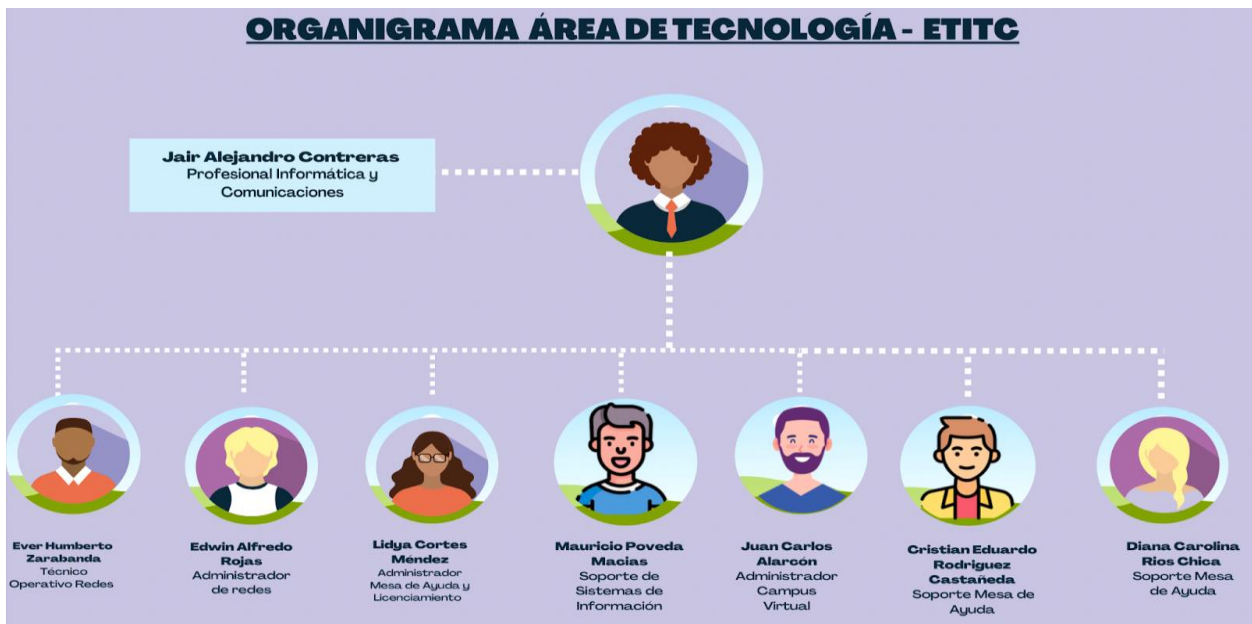 ORGANIGRAMA ÁREA DE TECNOLOGÍA - ETITC
Jair Alejandro Contreras
Profesional Informática y
Comunicaciones
Ever Humberto
Zarabanda
Técnico
Operativo Redes
Edwin Alfredo
Rojas
Administrador
de redes
Lidya Cortes
Méndez
Administrador
Mesa de Ayuda y
Licenciamiento
Mauricio Poveda
Macias
Soporte de
Sistemas de
Información
Juan Carlos
Alarcón
Administrador
Campus
Virtual
Cristian Eduardo
Rodriguez
Castañeda
Soporte Mesa de
Ayuda
Diana Carolina
Rios Chica
Soporte Mesa
de Ayuda